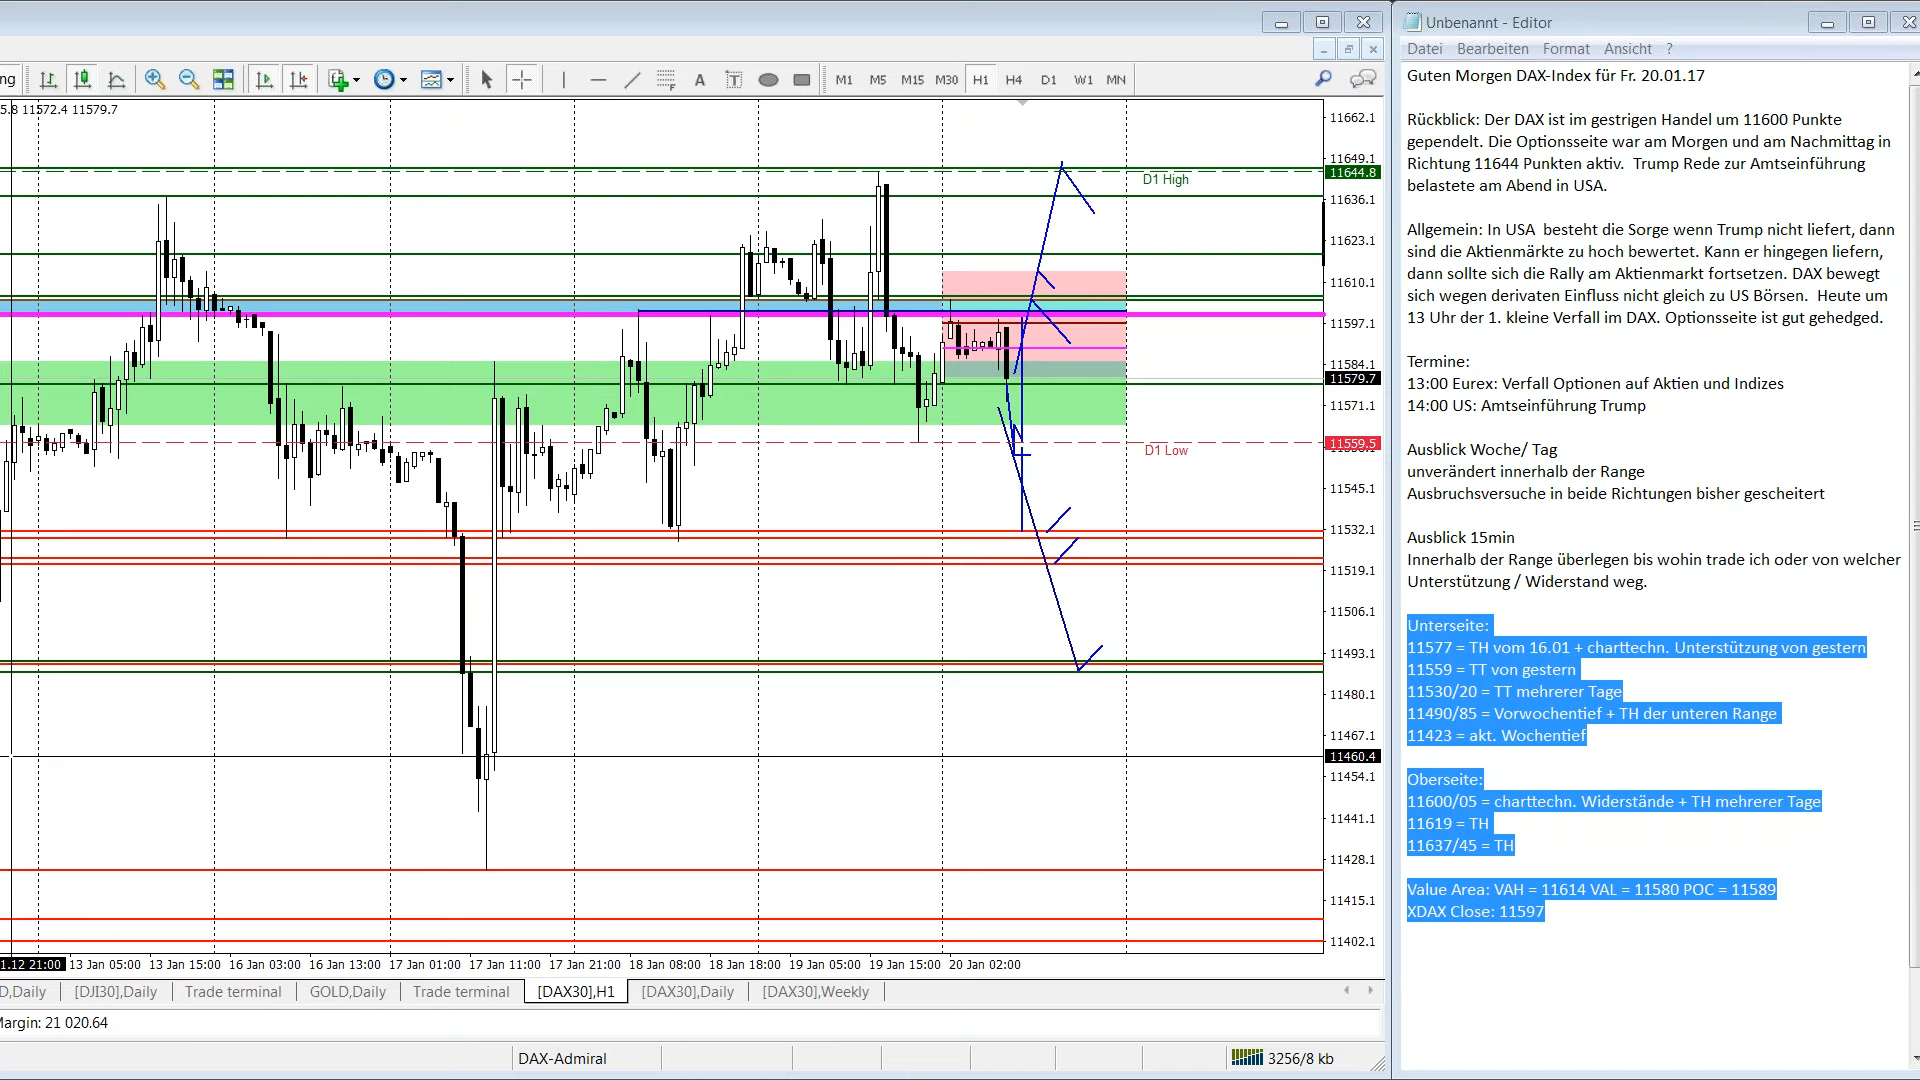 Unbenannt - Editor
Datei Bearbeiten Format Ansicht ?
ng A T M1 M5 M15 M30 H1 H4 D1 W1 MN
5.8 11572.4 11579.7
11662.1
11649.1
11644.8
D1 High
11636.1
11623.1
11610.1
11597.1
11584.1
11579.7
11571.1
11559.5
D1 Low
11545.1
11532.1
11519.1
11506.1
11493.1
11480.1
11467.1
11460.4
11454.1
11441.1
11428.1
11415.1
11402.1
1.12 21:00 13 Jan 05:00 13 Jan 15:00 16 Jan 03:00 16 Jan 13:00 17 Jan 01:00 17 Jan 11:00 17 Jan 21:00 18 Jan 08:00 18 Jan 18:00 19 Jan 05:00 19 Jan 15:00 20 Jan 02:00
D,Daily [DJI30],Daily Trade terminal GOLD,Daily Trade terminal [DAX30],H1 [DAX30],Daily [DAX30],Weekly
Margin: 21 020.64
DAX-Admiral 3256/8 kb
Guten Morgen DAX-Index für Fr. 20.01.17
Rückblick: Der DAX ist im gestrigen Handel um 11600 Punkte
gependelt. Die Optionsseite war am Morgen und am Nachmittag in
Richtung 11644 Punkten aktiv. Trump Rede zur Amtseinführung
belastete am Abend in USA.
Allgemein: In USA besteht die Sorge wenn Trump nicht liefert, dann
sind die Aktienmärkte zu hoch bewertet. Kann er hingegen liefern,
dann sollte sich die Rally am Aktienmarkt fortsetzen. DAX bewegt
sich wegen derivaten Einfluss nicht gleich zu US Börsen. Heute um
13 Uhr der 1. kleine Verfall im DAX. Optionsseite ist gut gehedged.
Termine:
13:00 Eurex: Verfall Optionen auf Aktien und Indizes
14:00 US: Amtseinführung Trump
Ausblick Woche/ Tag
unverändert innerhalb der Range
Ausbruchsversuche in beide Richtungen bisher gescheitert
Ausblick 15min
Innerhalb der Range überlegen bis wohin trade ich oder von welcher
Unterstützung / Widerstand weg.
Unterseite:
11577 = TH vom 16.01 + charttechn. Unterstützung von gestern
11559 = TT von gestern
11530/20 = TT mehrerer Tage
11490/85 = Vorwochentief + TH der unteren Range
11423 = akt. Wochentief
Oberseite:
11600/05 = charttechn. Widerstände + TH mehrerer Tage
11619 = TH
11637/45 = TH
Value Area: VAH = 11614 VAL = 11580 POC = 11589
XDAX Close: 11597